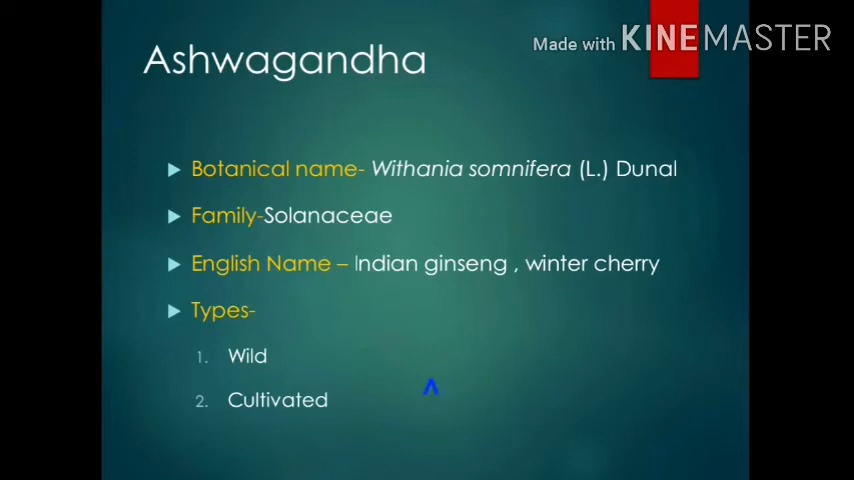 Made with KINEMASTER
Ashwagandha
Botanical name- Withania somnifera (L.) Dunal
Family-Solanaceae
English Name – Indian ginseng , winter cherry
Types-
1. Wild
2. Cultivated